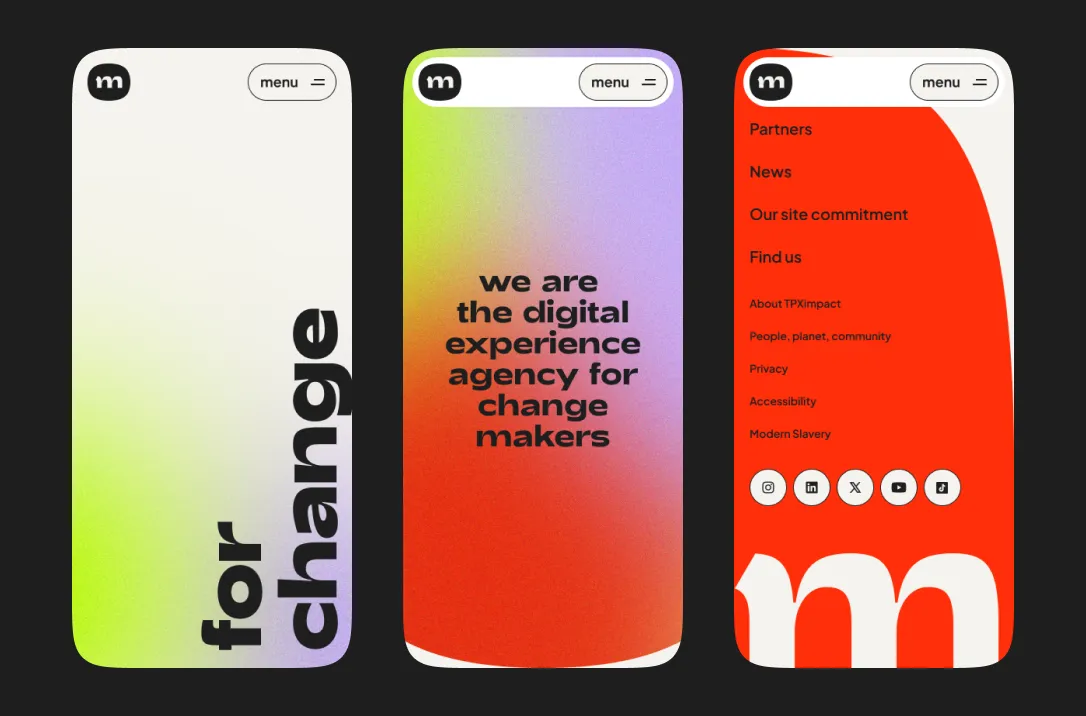 m
menu
for
change
m
menu
we are
the digital
experience
agency for
change
makers
m
menu
Partners
News
Our site commitment
Find us
About TPXimpact
People, planet, community
Privacy
Accessibility
Modern Slavery
m